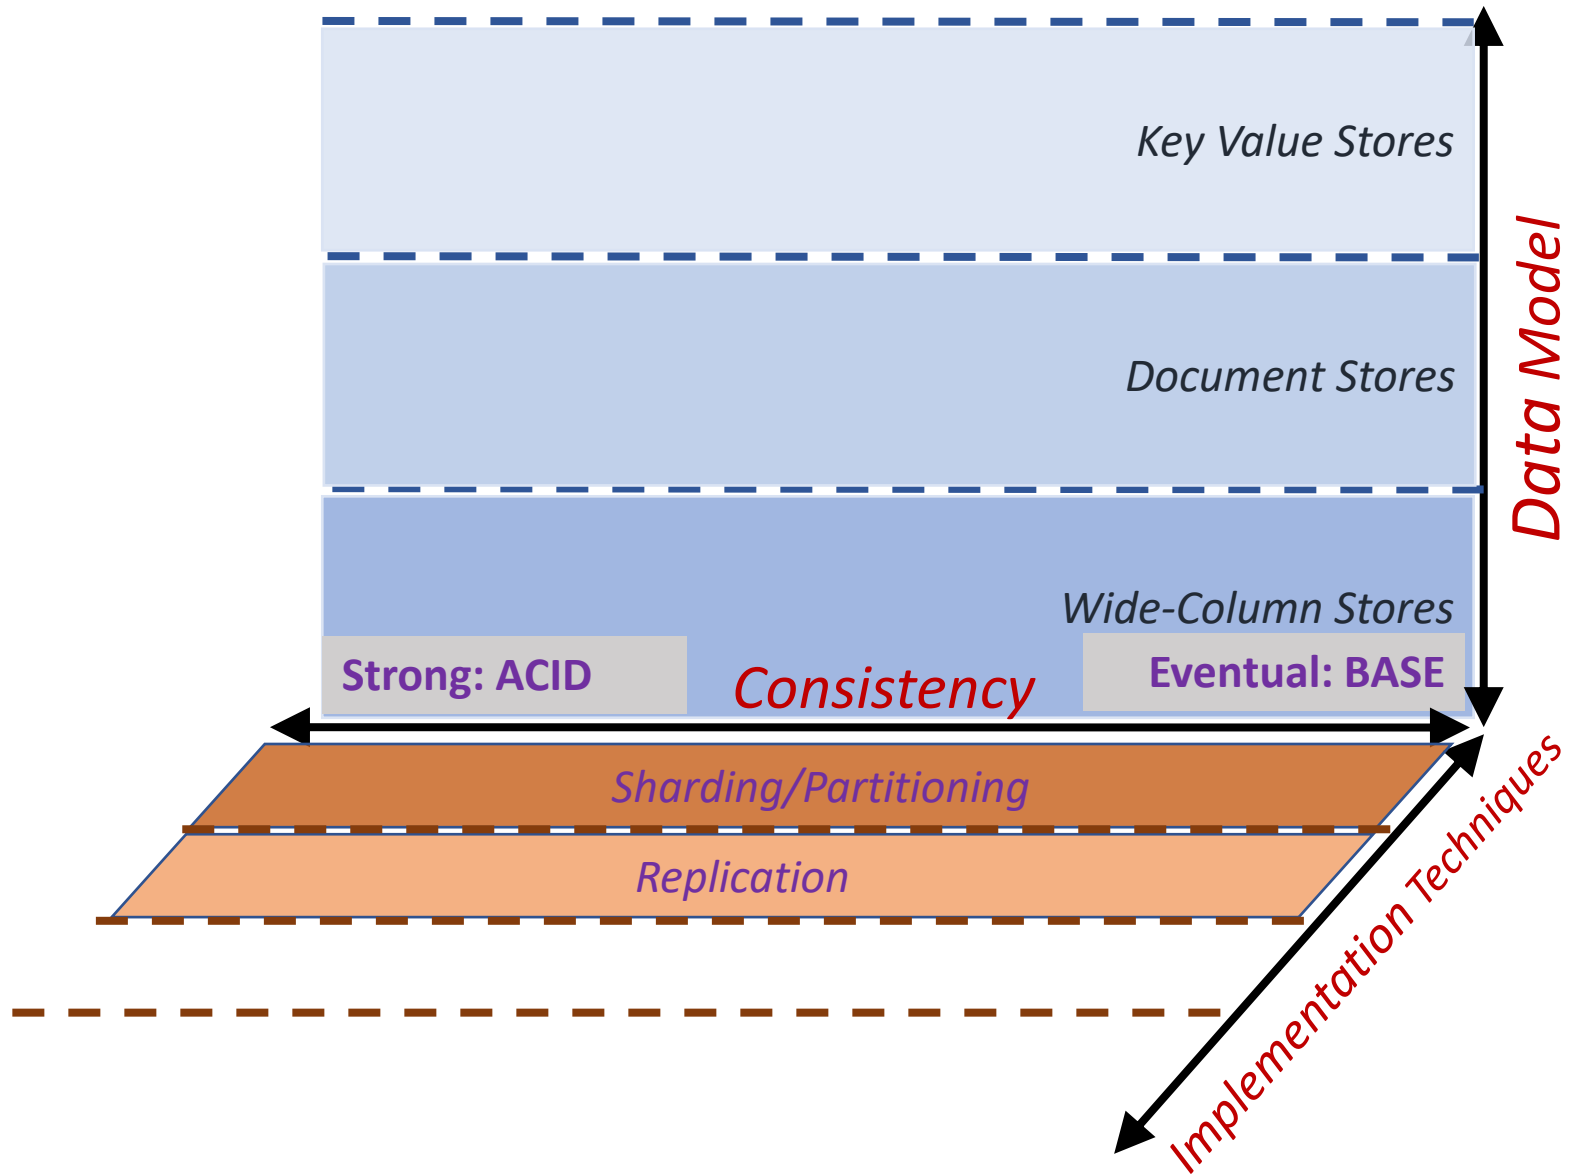 Key Value Stores
Document Stores
Data Model
Wide-Column Stores
Strong: ACID
Consistency
Eventual: BASE
Sharding/Partitioning
Replication
Implementation Techniques